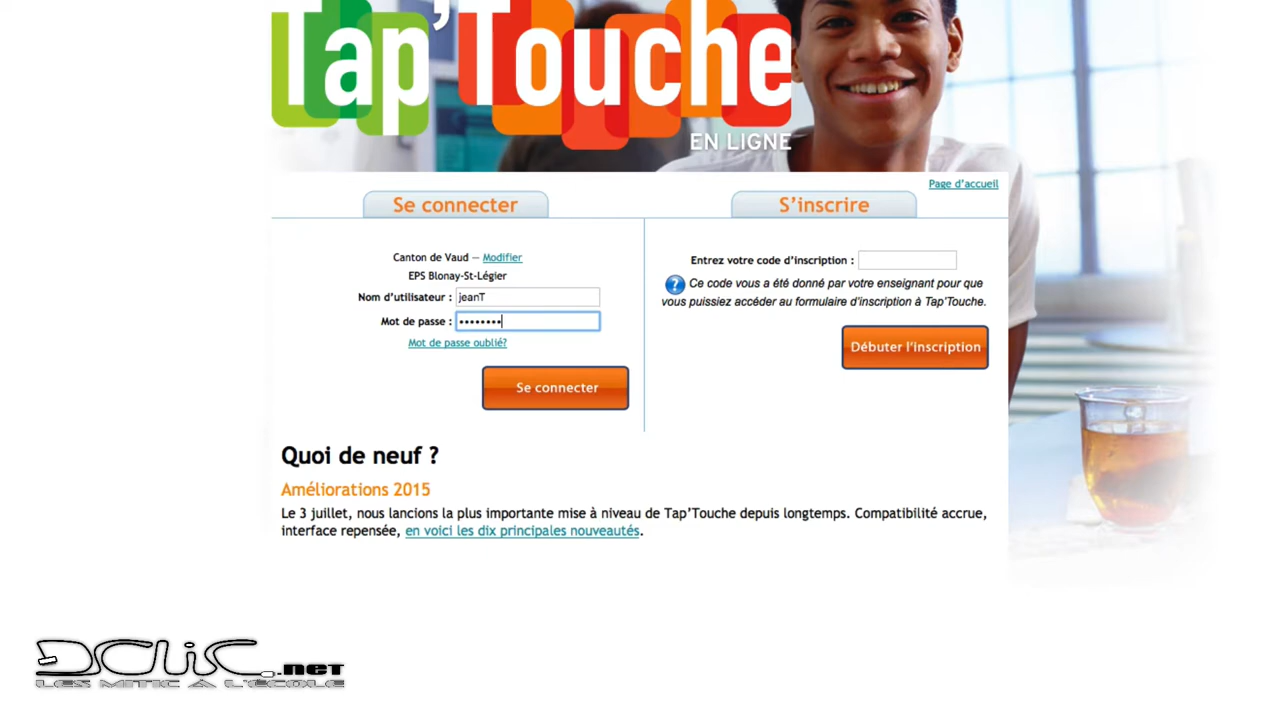 Tap'Touche
EN LIGNE
Page d'accueil
Se connecter
S'inscrire
Canton de Vaud — Modifier
EPS Blonay-St-Légier
Nom d'utilisateur : jeanT
Mot de passe : ••••••••
Mot de passe oublié?
Se connecter
Entrez votre code d'inscription :
? Ce code vous a été donné par votre enseignant pour que
vous puissiez accéder au formulaire d'inscription à Tap'Touche.
Débuter l'inscription
Quoi de neuf ?
Améliorations 2015
Le 3 juillet, nous lancions la plus importante mise à niveau de Tap'Touche depuis longtemps. Compatibilité accrue,
interface repensée, en voici les dix principales nouveautés.
DCLIC.net
LES MITIC À L'ÉCOLE